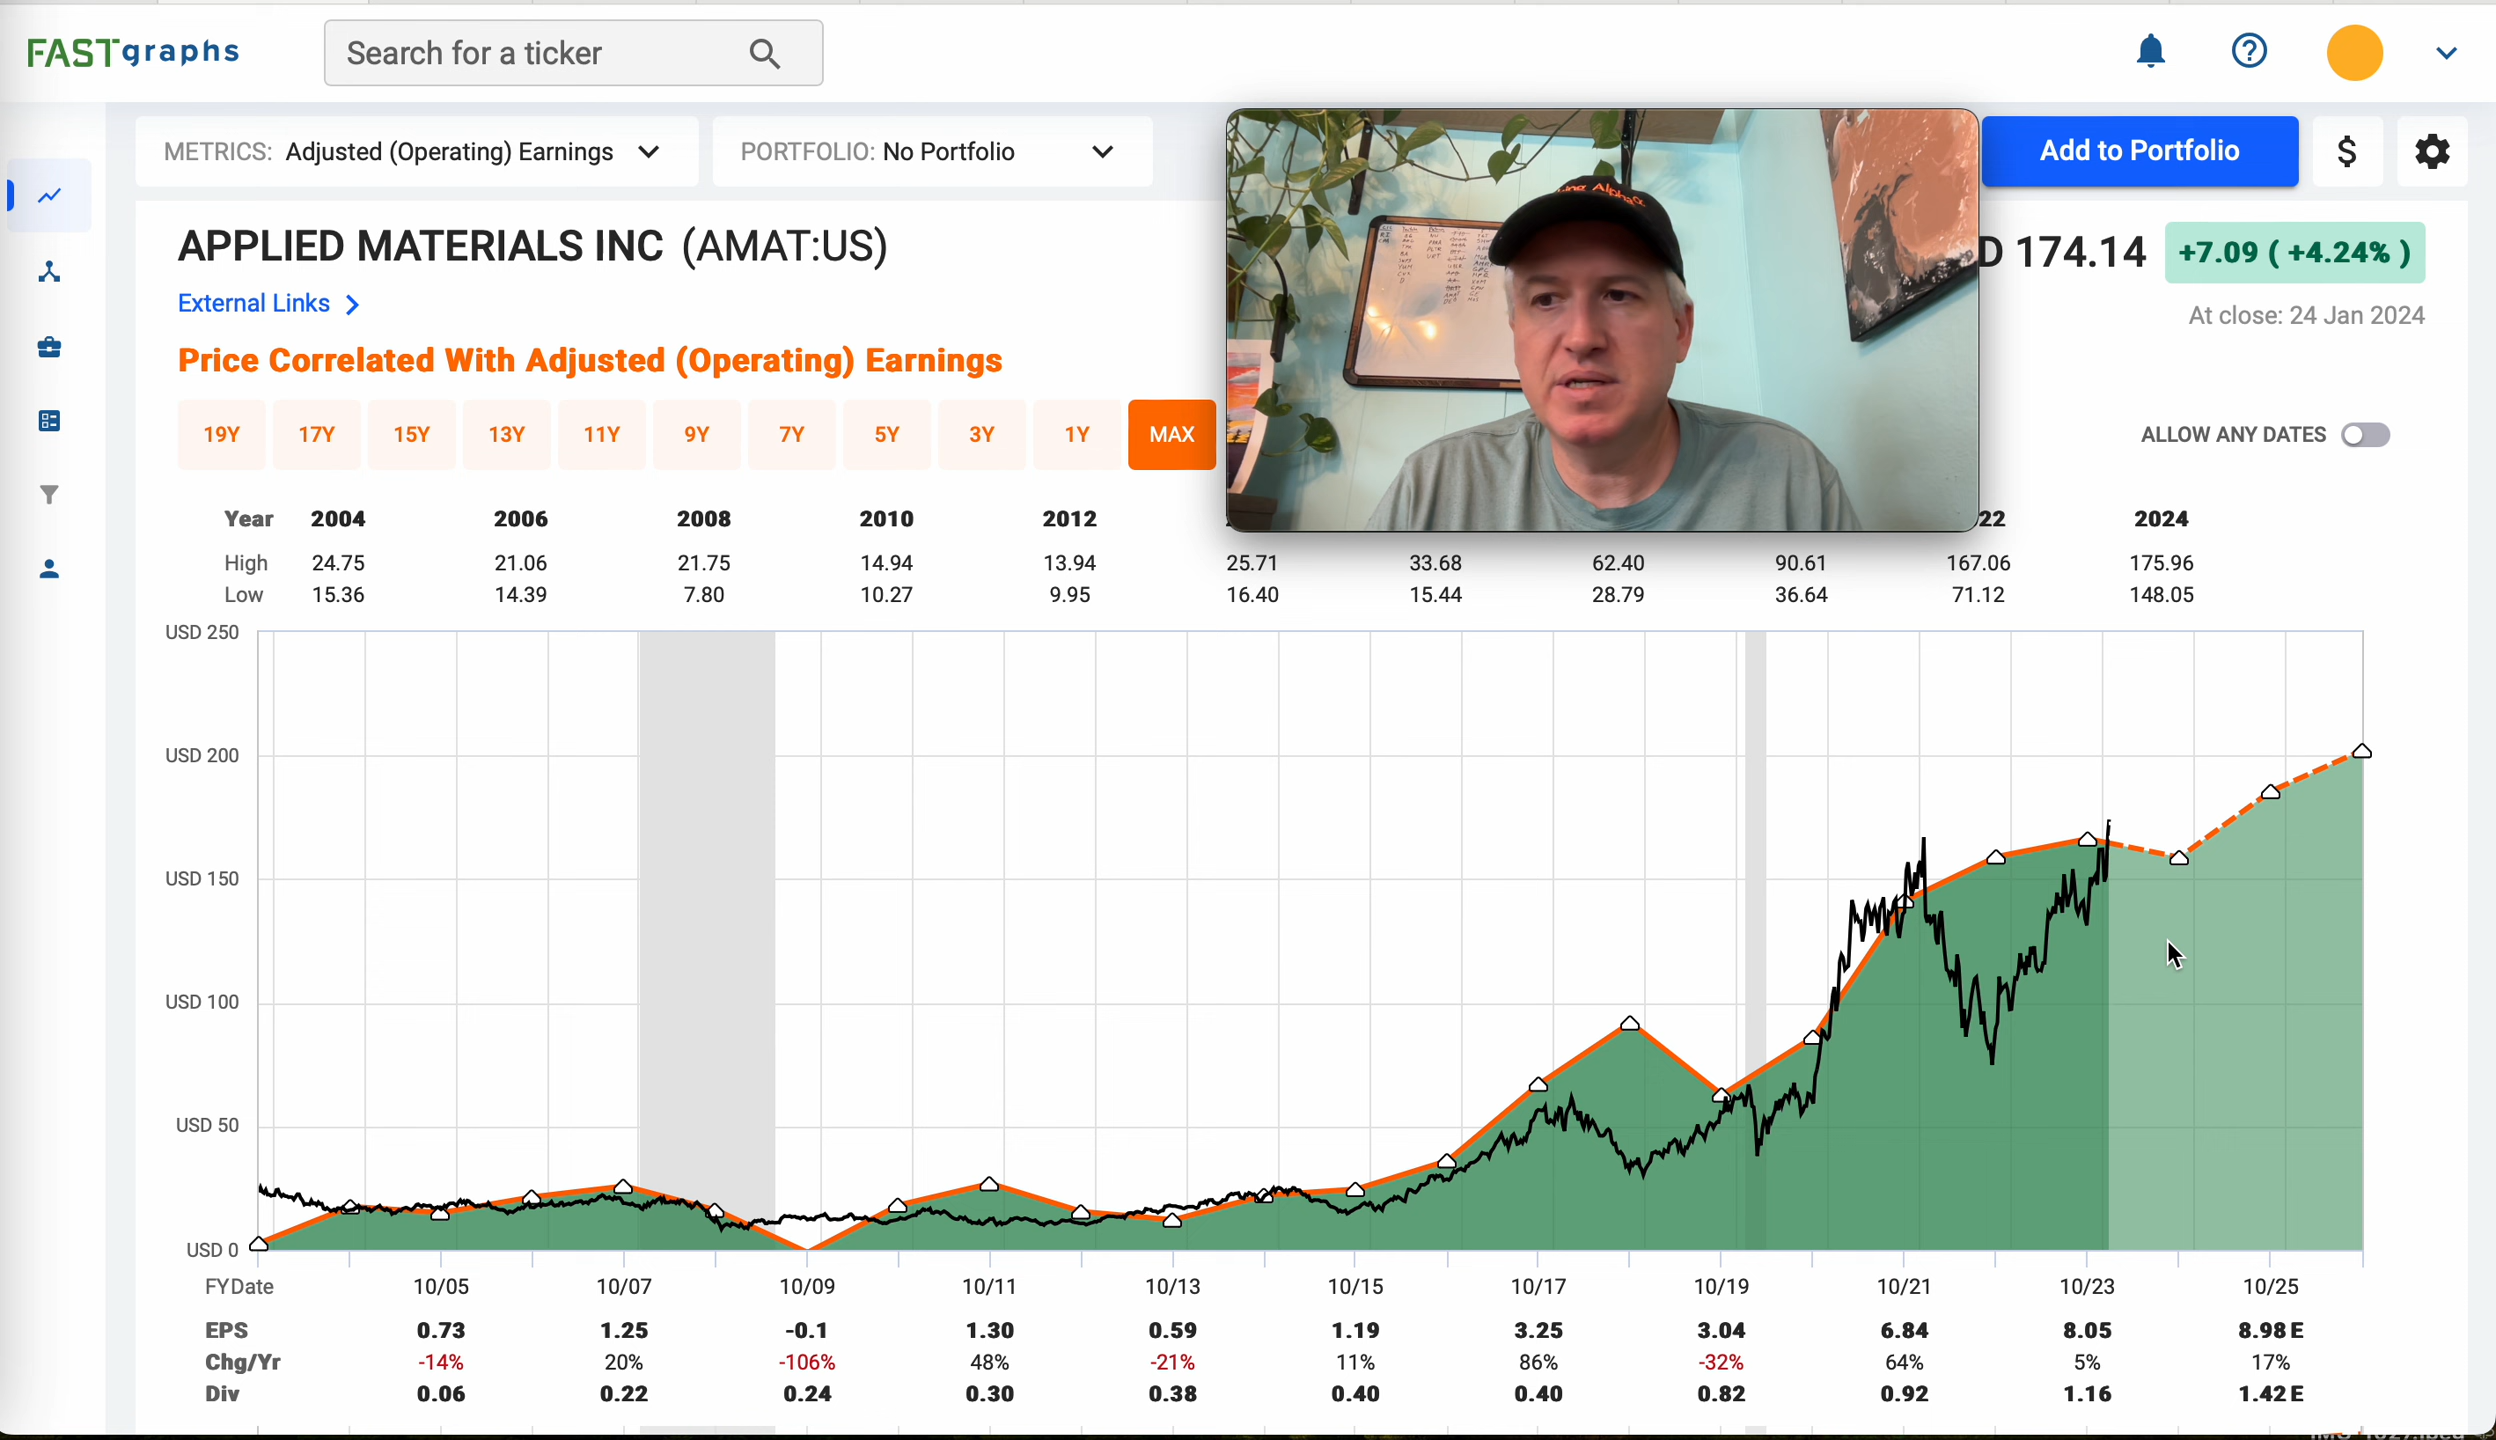 FASTgraphs
Search for a ticker
METRICS: Adjusted (Operating) Earnings
PORTFOLIO: No Portfolio
Add to Portfolio
$
APPLIED MATERIALS INC (AMAT:US)
D 174.14 +7.09 ( +4.24% )
External Links
At close: 24 Jan 2024
Price Correlated With Adjusted (Operating) Earnings
19Y 17Y 15Y 13Y 11Y 9Y 7Y 5Y 3Y 1Y MAX
ALLOW ANY DATES
Year 2004 2006 2008 2010 2012 22 2024
High 24.75 21.06 21.75 14.94 13.94 25.71 33.68 62.40 90.61 167.06 175.96
Low 15.36 14.39 7.80 10.27 9.95 16.40 15.44 28.79 36.64 71.12 148.05
USD 250
USD 200
USD 150
USD 100
USD 50
USD 0
FYDate 10/05 10/07 10/09 10/11 10/13 10/15 10/17 10/19 10/21 10/23 10/25
EPS 0.73 1.25 -0.1 1.30 0.59 1.19 3.25 3.04 6.84 8.05 8.98E
Chg/Yr -14% 20% -106% 48% -21% 11% 86% -32% 64% 5% 17%
Div 0.06 0.22 0.24 0.30 0.38 0.40 0.40 0.82 0.92 1.16 1.42E